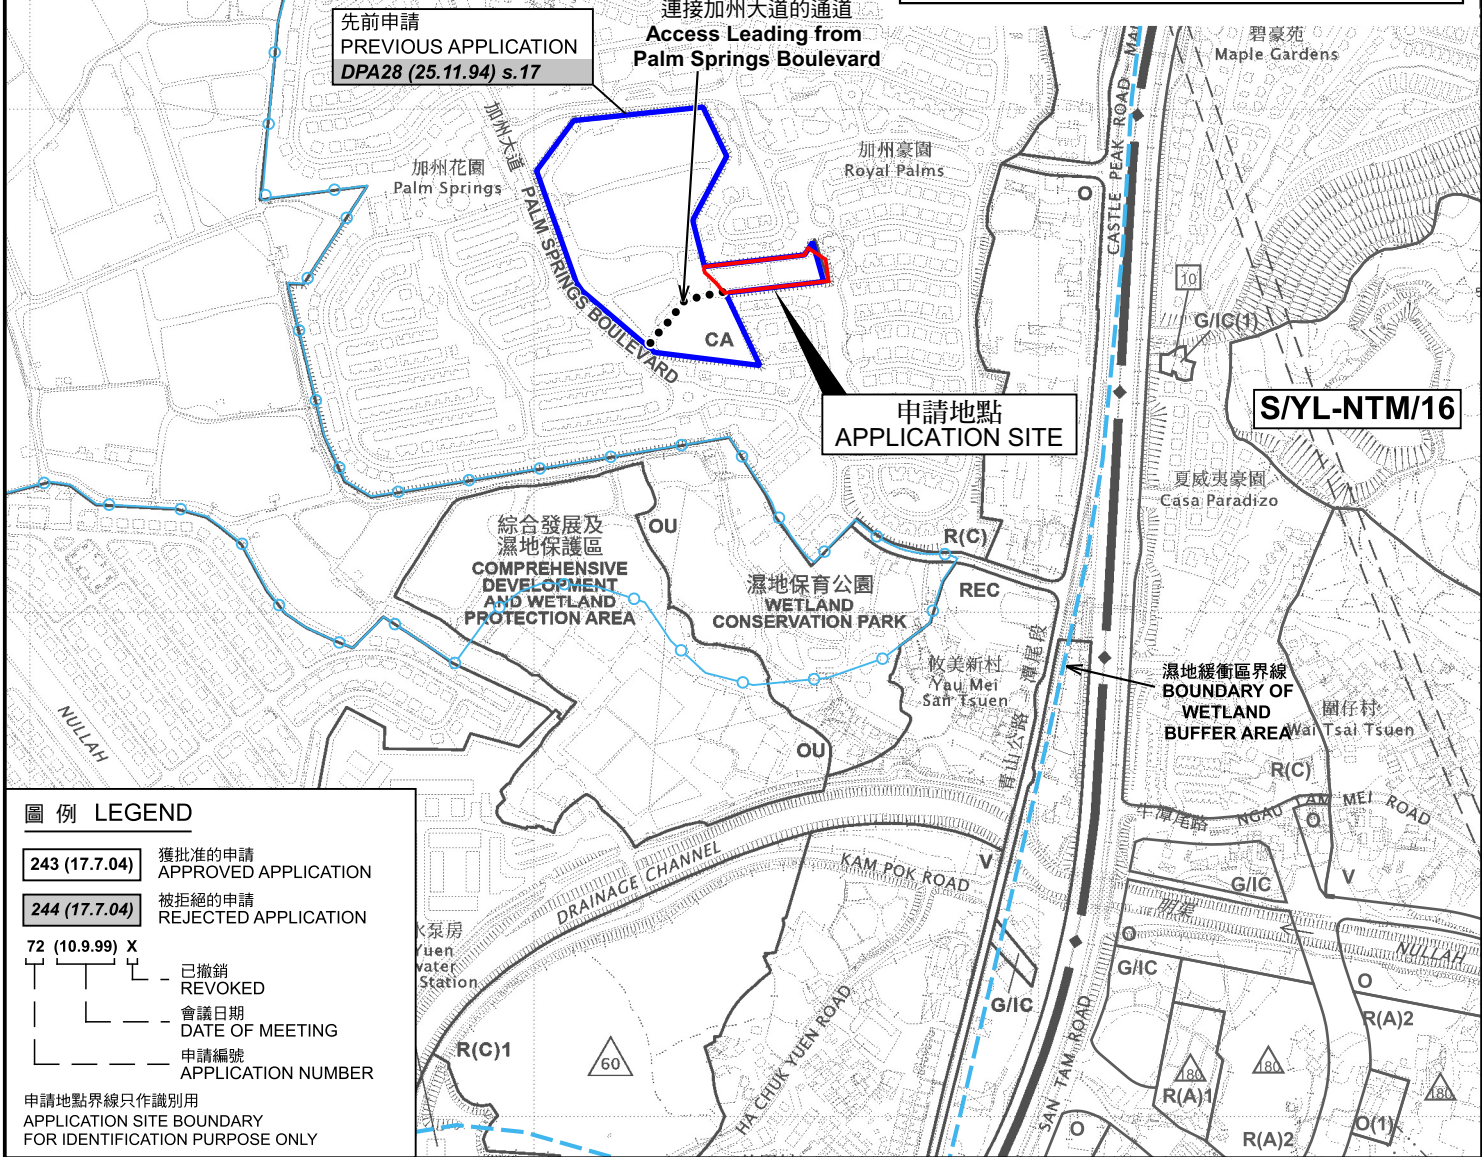 先前申請
PREVIOUS APPLICATION
DPA28 (25.11.94) s.17
連接加州大道的通道
Access Leading from
Palm Springs Boulevard
碧豪苑
Maple Gardens
加州大道
PALM SPRINGS BOULEVARD
加州花園
Palm Springs
加州豪園
Royal Palms
CASTLE PEAK ROAD
O
10
G/IC(1)
CA
申請地點
APPLICATION SITE
S/YL-NTM/16
夏威夷豪園
Casa Paradizo
綜合發展及
濕地保護區
COMPREHENSIVE
DEVELOPMENT
AND WETLAND
PROTECTION AREA
OU
R(C)
REC
濕地保育公園
WETLAND
CONSERVATION PARK
攸美新村
Yau Mei
San Tsuen
青山公路
潭尾段
濕地緩衝區界線
BOUNDARY OF
WETLAND
BUFFER AREA
圍仔村
Wai Tsai Tsuen
R(C)
NULLAH
OU
牛潭尾路
NGAU TAM MEI ROAD
O
V
DRAINAGE CHANNEL
KAM POK ROAD
V
G/IC
明渠
NULLAH
O
G/IC
O
R(A)2
G/IC
水泵房
R(C)1
60
HA CHUK YUEN ROAD
SAN TAM ROAD
180
R(A)1
180
180
O
R(A)2
O(1)
圖例 LEGEND
243 (17.7.04)
獲批准的申請
APPROVED APPLICATION
244 (17.7.04)
被拒絕的申請
REJECTED APPLICATION
72 (10.9.99) X
已撤銷
REVOKED
會議日期
DATE OF MEETING
申請編號
APPLICATION NUMBER
申請地點界線只作識別用
APPLICATION SITE BOUNDARY
FOR IDENTIFICATION PURPOSE ONLY
Yuen
Station